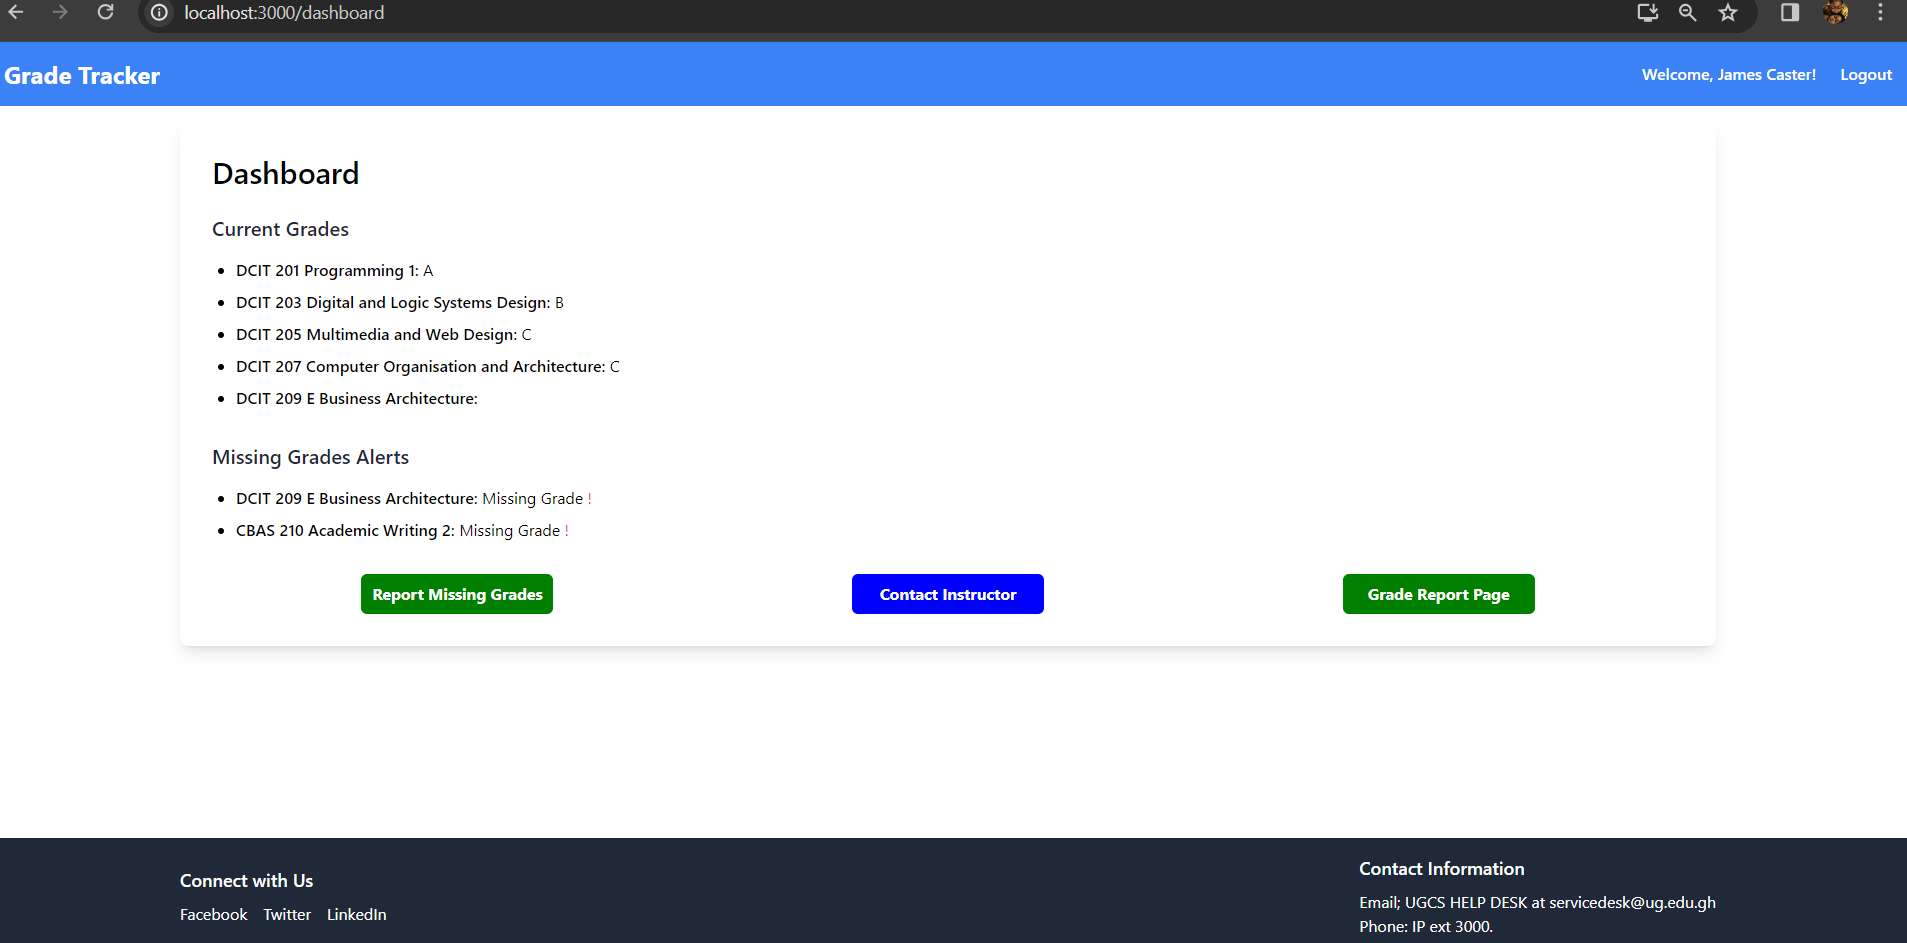 localhost:3000/dashboard
Grade Tracker
Welcome, James Caster! Logout
Dashboard
Current Grades
DCIT 201 Programming 1: A
DCIT 203 Digital and Logic Systems Design: B
DCIT 205 Multimedia and Web Design: C
DCIT 207 Computer Organisation and Architecture: C
DCIT 209 E Business Architecture:
Missing Grades Alerts
DCIT 209 E Business Architecture: Missing Grade !
CBAS 210 Academic Writing 2: Missing Grade !
Report Missing Grades
Contact Instructor
Grade Report Page
Connect with Us
Facebook Twitter LinkedIn
Contact Information
Email; UGCS HELP DESK at servicedesk@ug.edu.gh
Phone: IP ext 3000.